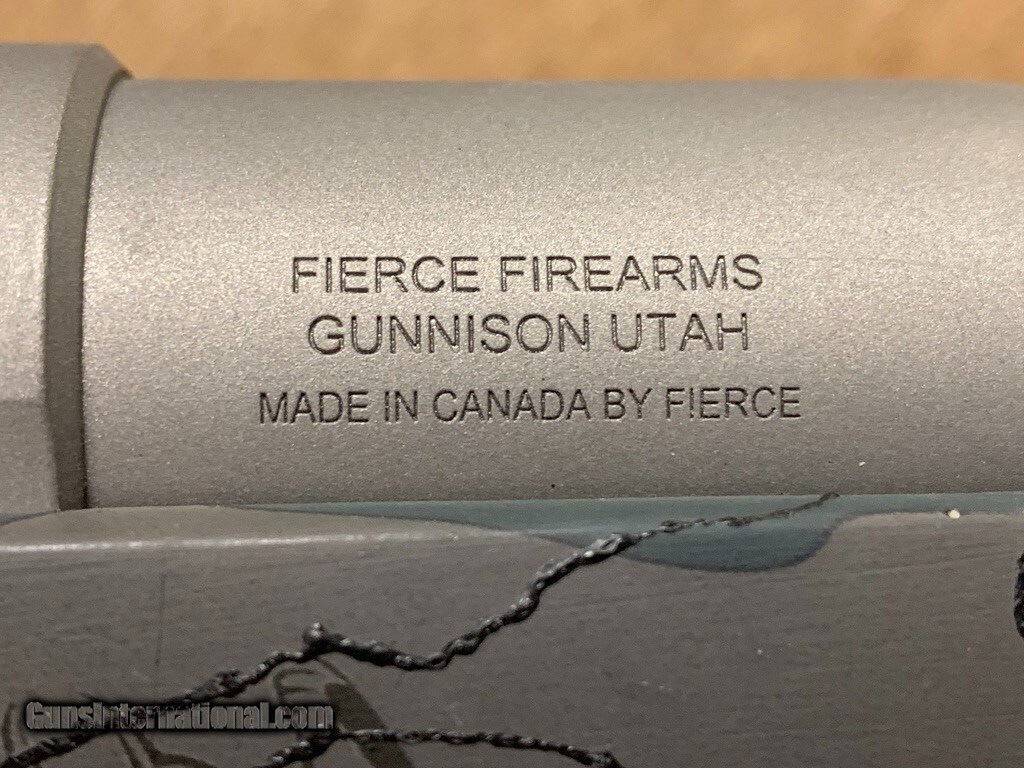 FIERCE FIREARMS
GUNNISON UTAH
MADE IN CANADA BY FIERCE
GunsInternational.com